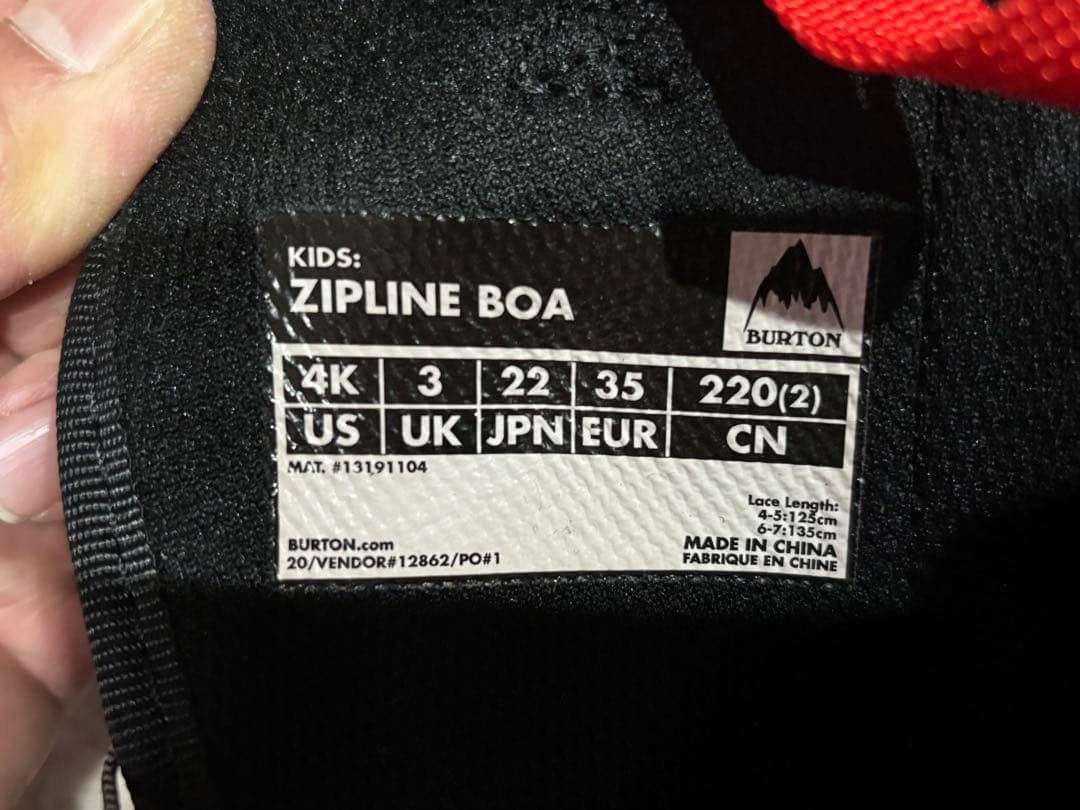 KIDS:
ZIPLINE BOA
BURTON
4K 3 22 35 220(2)
US UK JPN EUR CN
MAT. #13191104
Lace Length:
4-5:125cm
6-7:135cm
BURTON.com
MADE IN CHINA
20/VENDOR#12862/PO#1
FABRIQUE EN CHINE